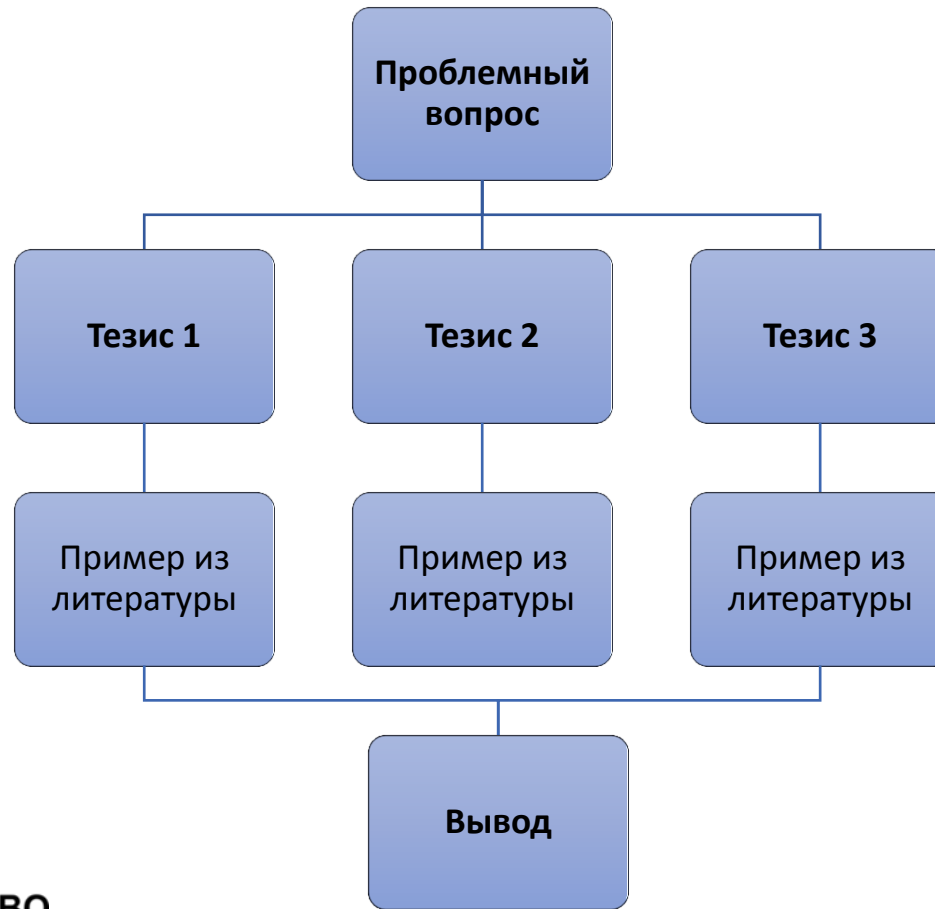 Проблемный
вопрос
Тезис 1
Тезис 2
Тезис 3
Пример из
литературы
Пример из
литературы
Пример из
литературы
Вывод